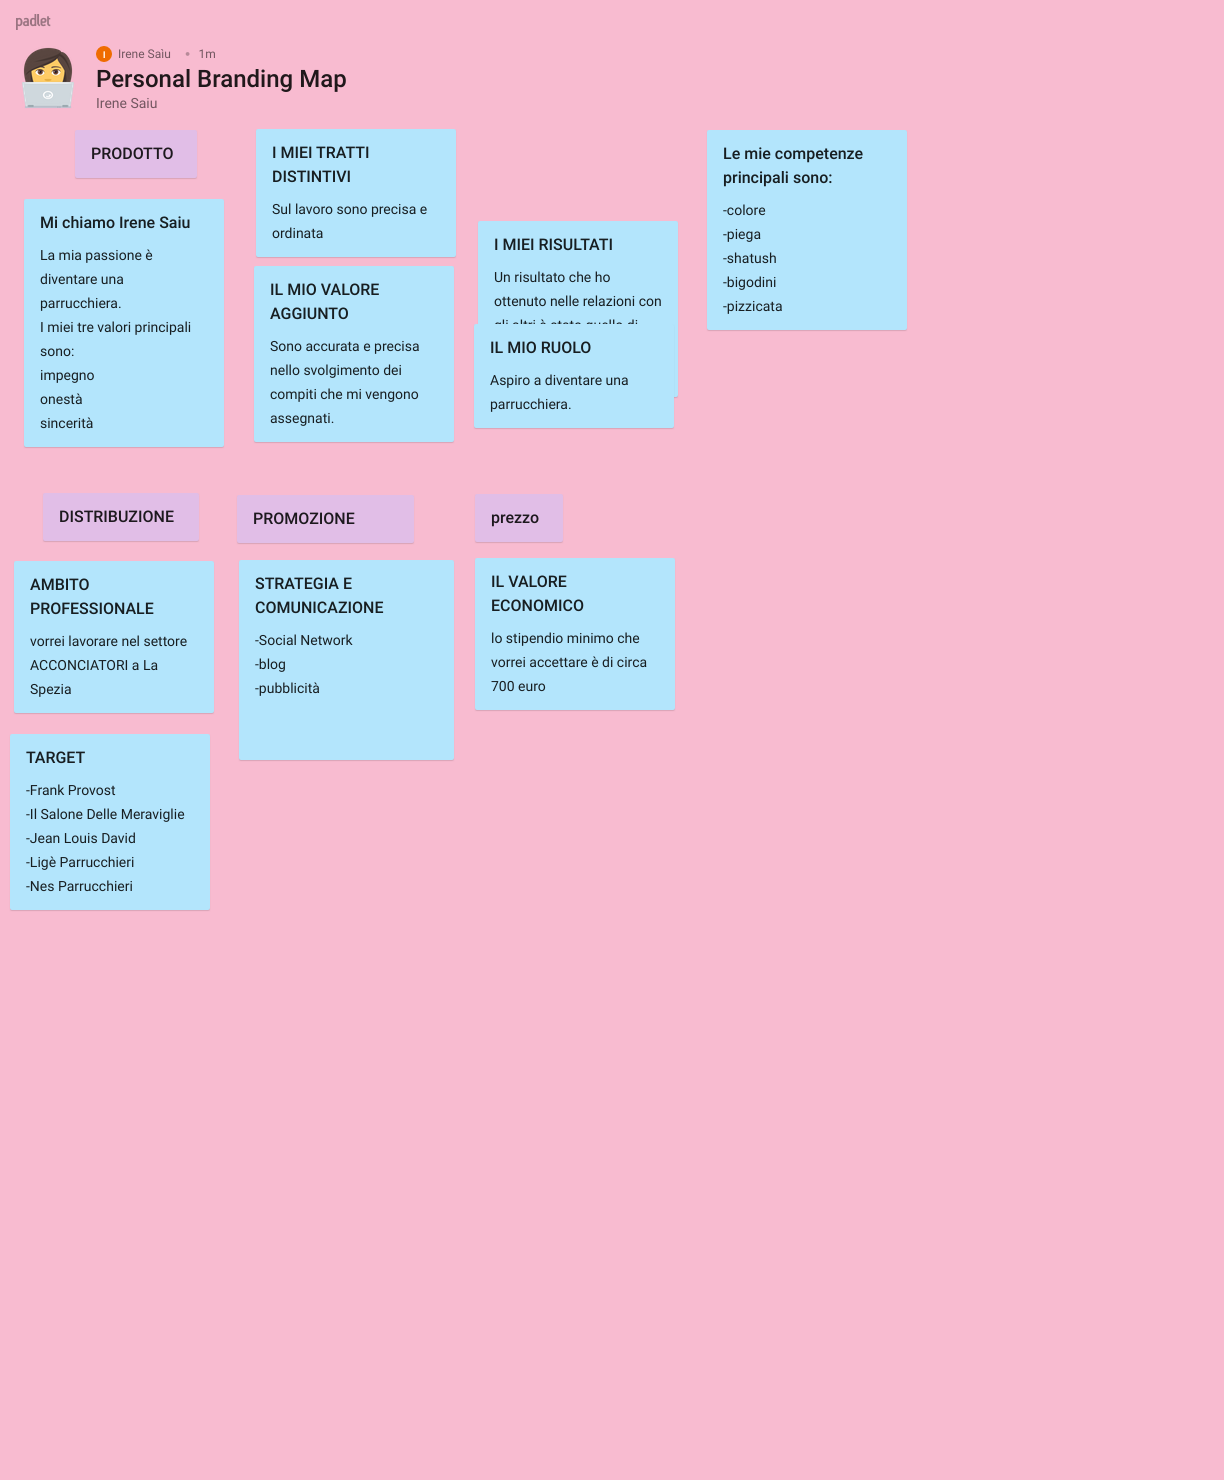 padlet
Irene Saiu • 1m
Personal Branding Map
Irene Saiu
PRODOTTO
Mi chiamo Irene Saiu
La mia passione è
diventare una
parrucchiera.
I miei tre valori principali
sono:
impegno
onestà
sincerità
I MIEI TRATTI
DISTINTIVI
Sul lavoro sono precisa e
ordinata
IL MIO VALORE
AGGIUNTO
Sono accurata e precisa
nello svolgimento dei
compiti che mi vengono
assegnati.
I MIEI RISULTATI
Un risultato che ho
ottenuto nelle relazioni con
gli altri è stato quello di
IL MIO RUOLO
Aspiro a diventare una
parrucchiera.
Le mie competenze
principali sono:
-colore
-piega
-shatush
-bigodini
-pizzicata
DISTRIBUZIONE
AMBITO
PROFESSIONALE
vorrei lavorare nel settore
ACCONCIATORI a La
Spezia
TARGET
-Frank Provost
-Il Salone Delle Meraviglie
-Jean Louis David
-Ligè Parrucchieri
-Nes Parrucchieri
PROMOZIONE
STRATEGIA E
COMUNICAZIONE
-Social Network
-blog
-pubblicità
prezzo
IL VALORE
ECONOMICO
lo stipendio minimo che
vorrei accettare è di circa
700 euro